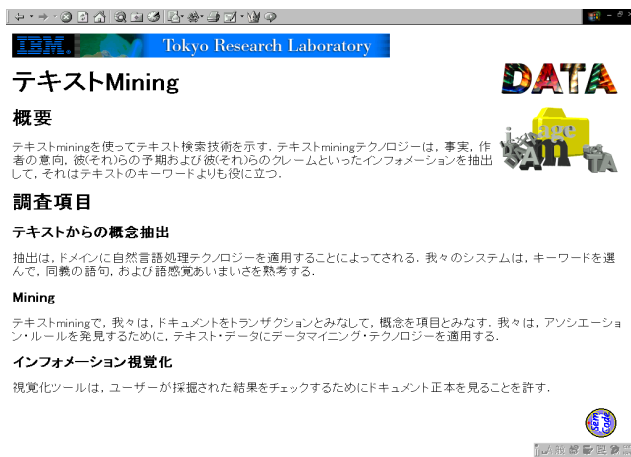 IBM. Tokyo Research Laboratory
テキストMining
DATA
概要
テキストminingを使ってテキスト検索技術を示す. テキストminingテクノロジーは, 事実, 作
者の意向, 彼(それ)らの予期および彼(それ)らのクレームといったインフォメーションを抽出
して, それはテキストのキーワードよりも役に立つ.
調査項目
テキストからの概念抽出
抽出は, ドメインに自然言語処理テクノロジーを適用することによってされる. 我々のシステムは, キーワードを選
んで, 同義の語句, および語感覚あいまいさを熟考する.
Mining
テキストminingで, 我々は, ドキュメントをトランザクションとみなして, 概念を項目とみなす. 我々は, アソシエーショ
ン・ルールを発見するために, テキスト・データにデータマイニング・テクノロジーを適用する.
インフォメーション視覚化
視覚化ツールは, ユーザーが採掘された結果をチェックするためにドキュメント正本を見ることを許す.
Sem
Code
A般